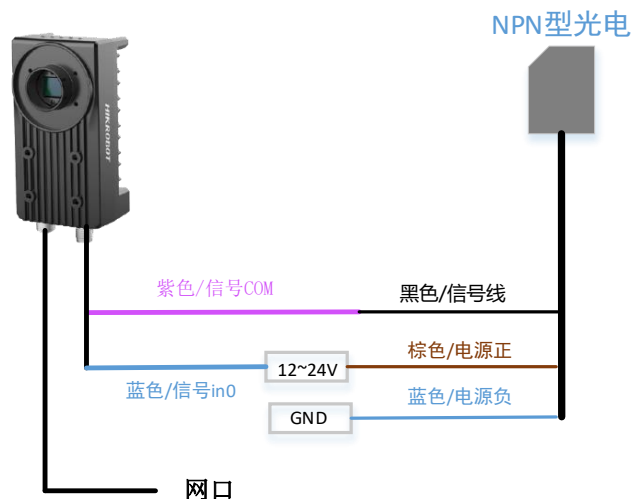 NPN型光电
HIKROBOT
紫色/信号COM
黑色/信号线
棕色/电源正
12~24V
蓝色/信号in0
蓝色/电源负
GND
网口